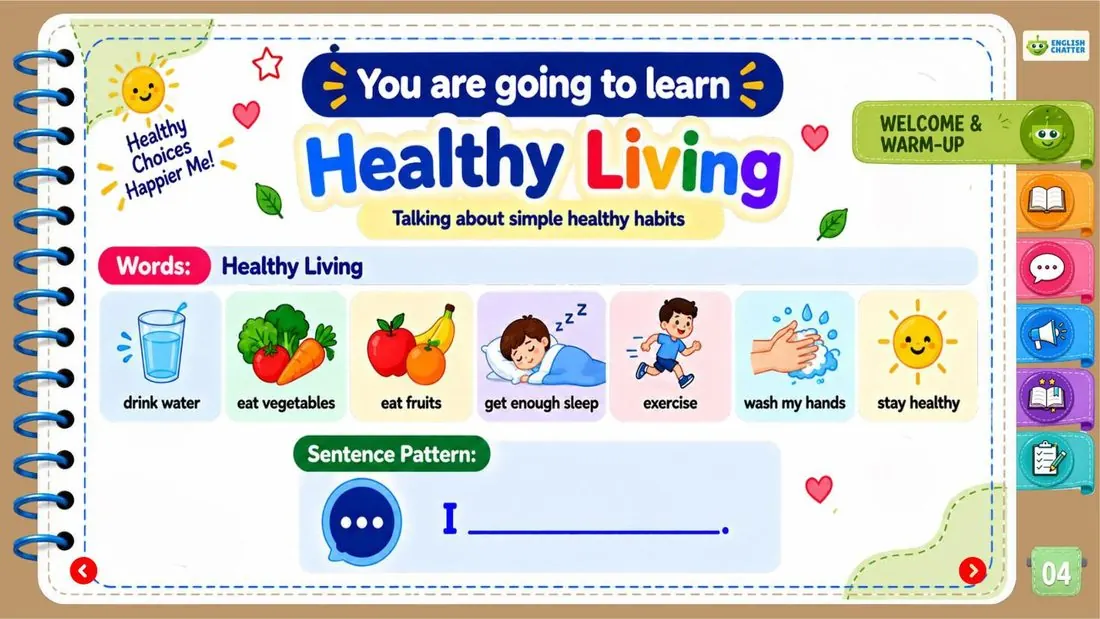 ENGLISH
CHATTER
You are going to learn
Healthy
Choices
Happier Me!
Healthy Living
Talking about simple healthy habits
WELCOME &
WARM-UP
Words: Healthy Living
z z z
drink water
eat vegetables
eat fruits
get enough sleep
exercise
wash my hands
stay healthy
Sentence Pattern:
I ____________________.
04